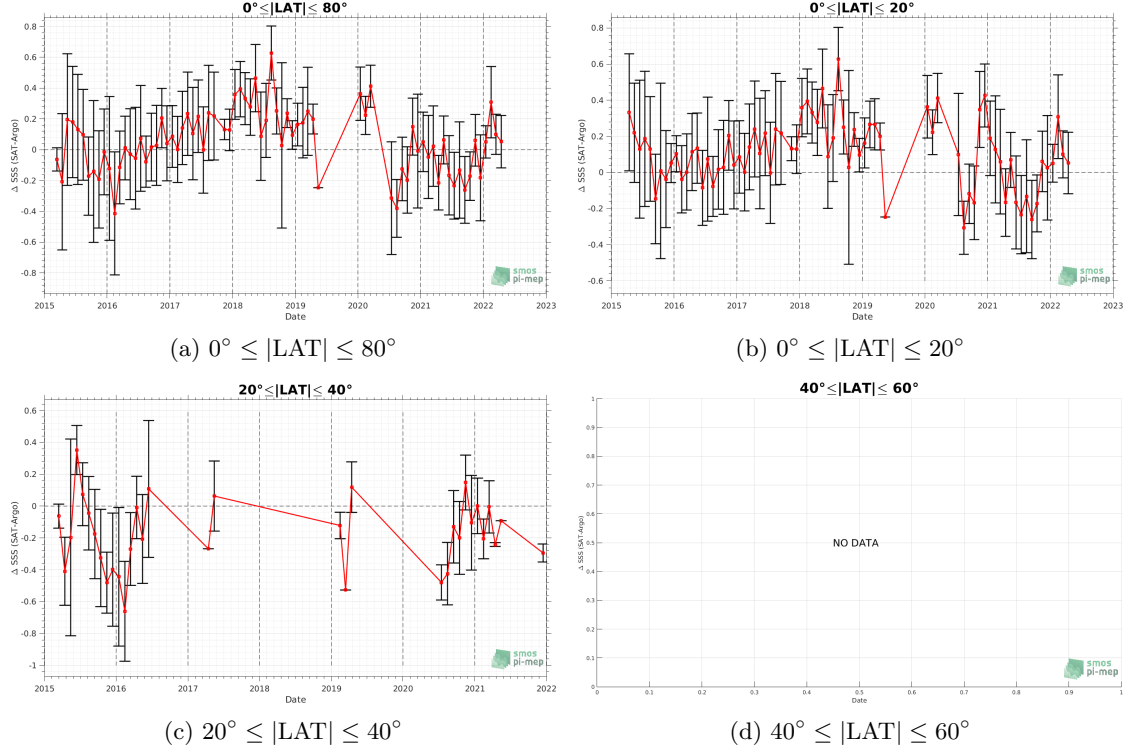 0°≤|LAT|≤ 80°
0.8
0.6
0.4
0.2
0
-0.2
-0.4
-0.6
-0.8
Δ SSS (SAT-Argo)
2015 2016 2017 2018 2019 2020 2021 2022 2023
Date
smos
pi-mep
(a) 0° ≤ |LAT| ≤ 80°
0°≤|LAT|≤ 20°
0.8
0.6
0.4
0.2
0
-0.2
-0.4
-0.6
Δ SSS (SAT-Argo)
2015 2016 2017 2018 2019 2020 2021 2022 2023
Date
smos
pi-mep
(b) 0° ≤ |LAT| ≤ 20°
20°≤|LAT|≤ 40°
0.6
0.4
0.2
0
-0.2
-0.4
-0.6
-0.8
-1
Δ SSS (SAT-Argo)
2015 2016 2017 2018 2019 2020 2021 2022
Date
smos
pi-mep
(c) 20° ≤ |LAT| ≤ 40°
40°≤|LAT|≤ 60°
1
0.9
0.8
0.7
0.6
0.5
0.4
0.3
0.2
0.1
0
Δ SSS (SAT-Argo)
NO DATA
0 0.1 0.2 0.3 0.4 0.5 0.6 0.7 0.8 0.9 1
Date
smos
pi-mep
(d) 40° ≤ |LAT| ≤ 60°